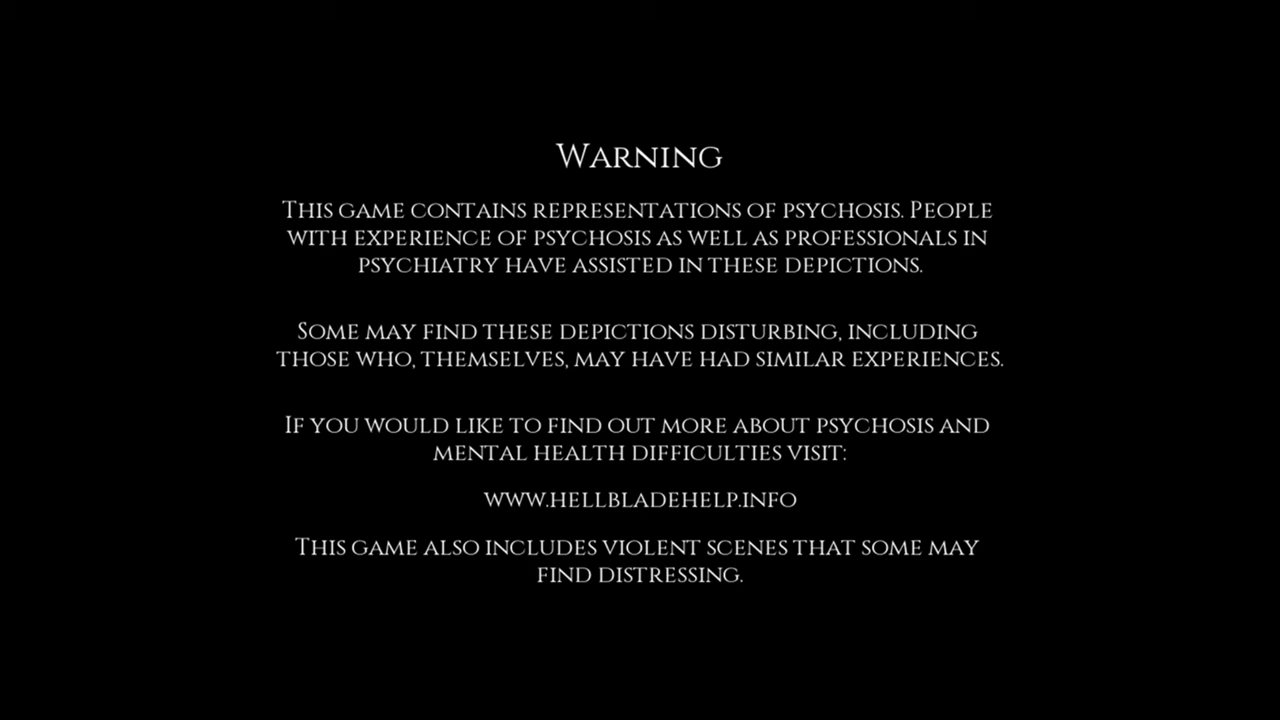 Warning
This game contains representations of psychosis. People
with experience of psychosis as well as professionals in
psychiatry have assisted in these depictions.
Some may find these depictions disturbing, including
those who, themselves, may have had similar experiences.
If you would like to find out more about psychosis and
mental health difficulties visit:
www.hellbladehelp.info
This game also includes violent scenes that some may
find distressing.